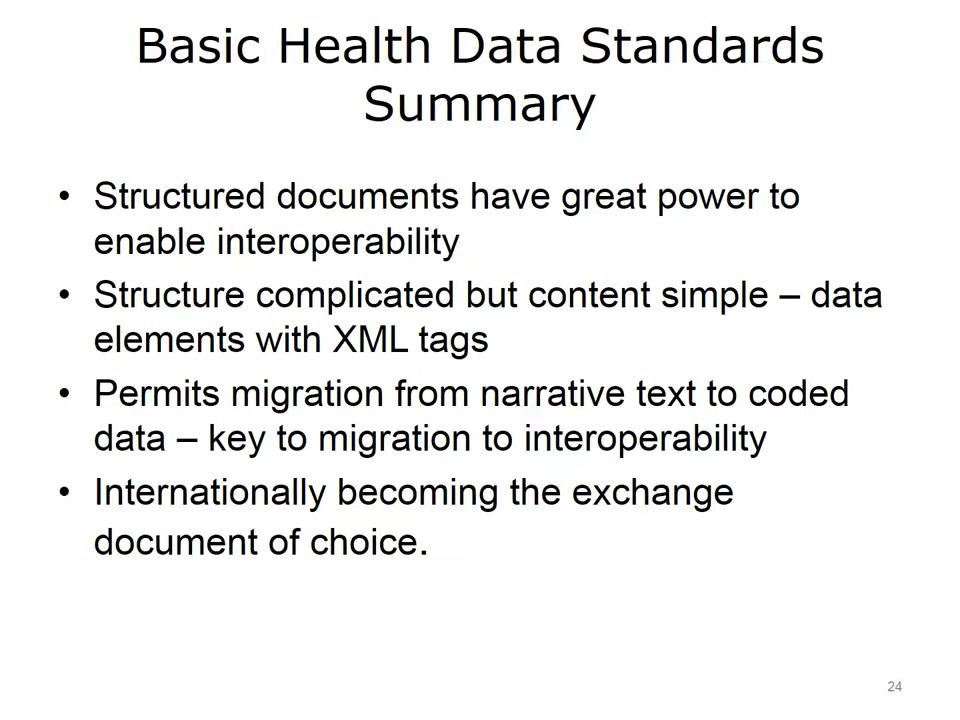 Basic Health Data Standards
Summary
• Structured documents have great power to
enable interoperability
• Structure complicated but content simple – data
elements with XML tags
• Permits migration from narrative text to coded
data – key to migration to interoperability
• Internationally becoming the exchange
document of choice.
24